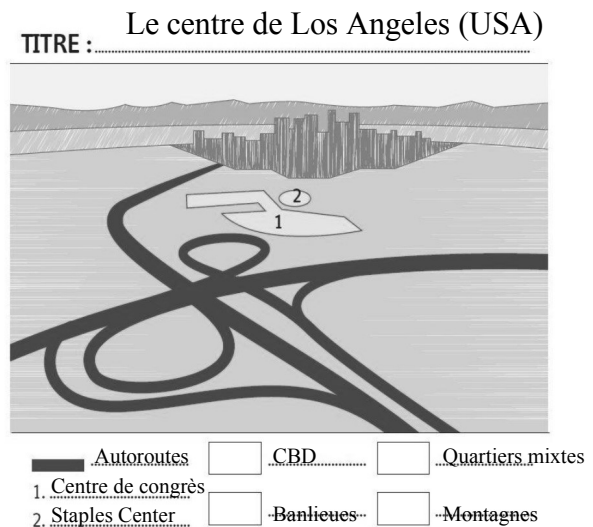 TITRE : Le centre de Los Angeles (USA)
2
1
Autoroutes CBD Quartiers mixtes
1. Centre de congrès
2. Staples Center Banlieues Montagnes